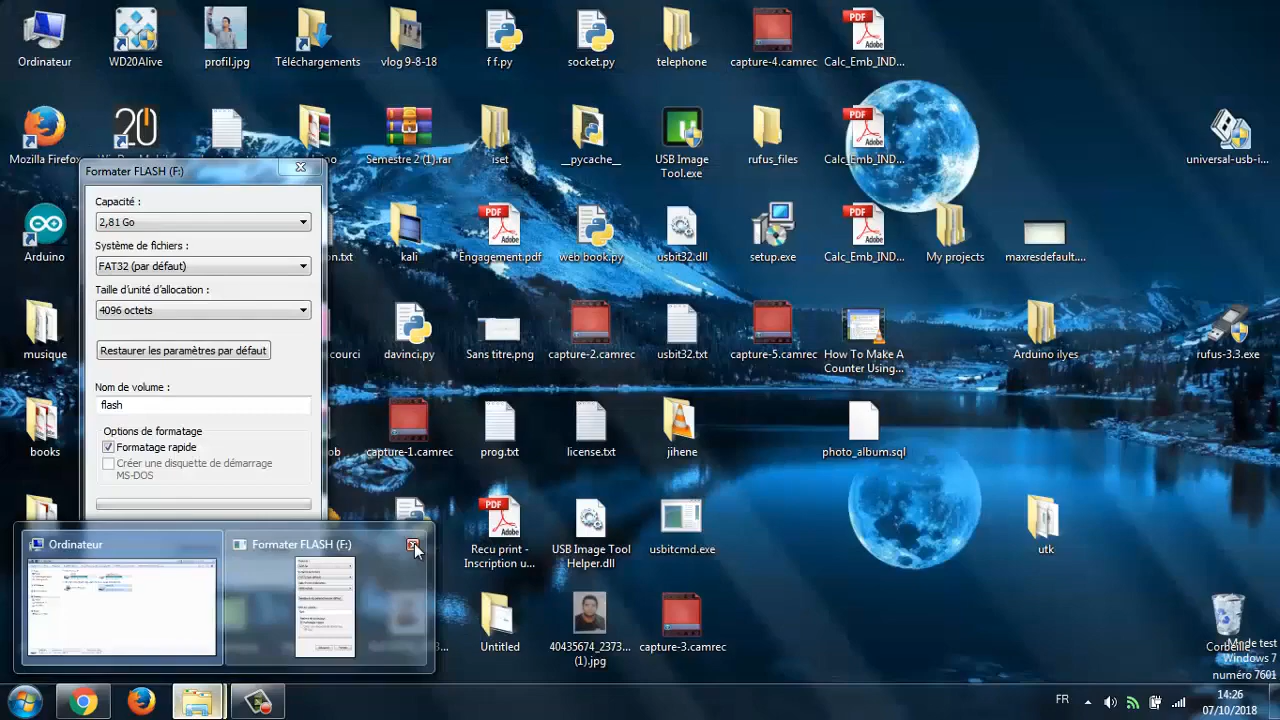 Ordinateur
WD20Alive
profil.jpg
Téléchargements
vlog 9-8-18
f f.py
socket.py
telephone
capture-4.camrec
Calc_Emb_IND...
Mozilla Firefox
Semestre 2 (1).rar
iset
__pycache__
USB Image
Tool.exe
rufus_files
Calc_Emb_IND...
universal-usb-i...
Formater FLASH (F:)
Capacité :
2,81 Go
Système de fichiers :
FAT32 (par défaut)
Taille d'unité d'allocation :
4096 octets
Restaurer les paramètres par défaut
Nom de volume :
flash
Options de formatage
Formatage rapide
Créer une disquette de démarrage
MS-DOS
Arduino
kali
Engagement.pdf
web book.py
usbit32.dll
setup.exe
Calc_Emb_IND...
My projects
maxresdefault....
musique
davinci.py
Sans titre.png
capture-2.camrec
usbit32.txt
capture-5.camrec
How To Make A
Counter Using...
Arduino ilyes
rufus-3.3.exe
books
capture-1.camrec
prog.txt
license.txt
jihene
photo_album.sql
Recu print -
USB Image Tool
Helper.dll
usbitcmd.exe
utk
Ordinateur
Formater FLASH (F:)
Untitled
(1).jpg
capture-3.camrec
Windows 7
numéro 7601
FR
14:26
07/10/2018